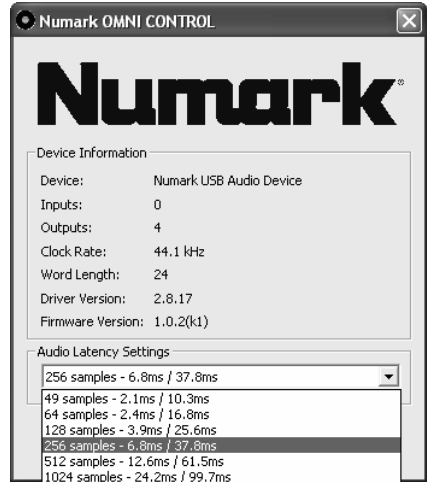 Numark OMNI CONTROL
Numark®
Device Information
Device: Numark USB Audio Device
Inputs: 0
Outputs: 4
Clock Rate: 44.1 kHz
Word Length: 24
Driver Version: 2.8.17
Firmware Version: 1.0.2(k1)
Audio Latency Settings
256 samples - 6.8ms / 37.8ms
49 samples - 2.1ms / 10.3ms
64 samples - 2.4ms / 16.8ms
128 samples - 3.9ms / 25.6ms
256 samples - 6.8ms / 37.8ms
512 samples - 12.6ms / 61.5ms
1024 samples - 24.2ms / 99.7ms